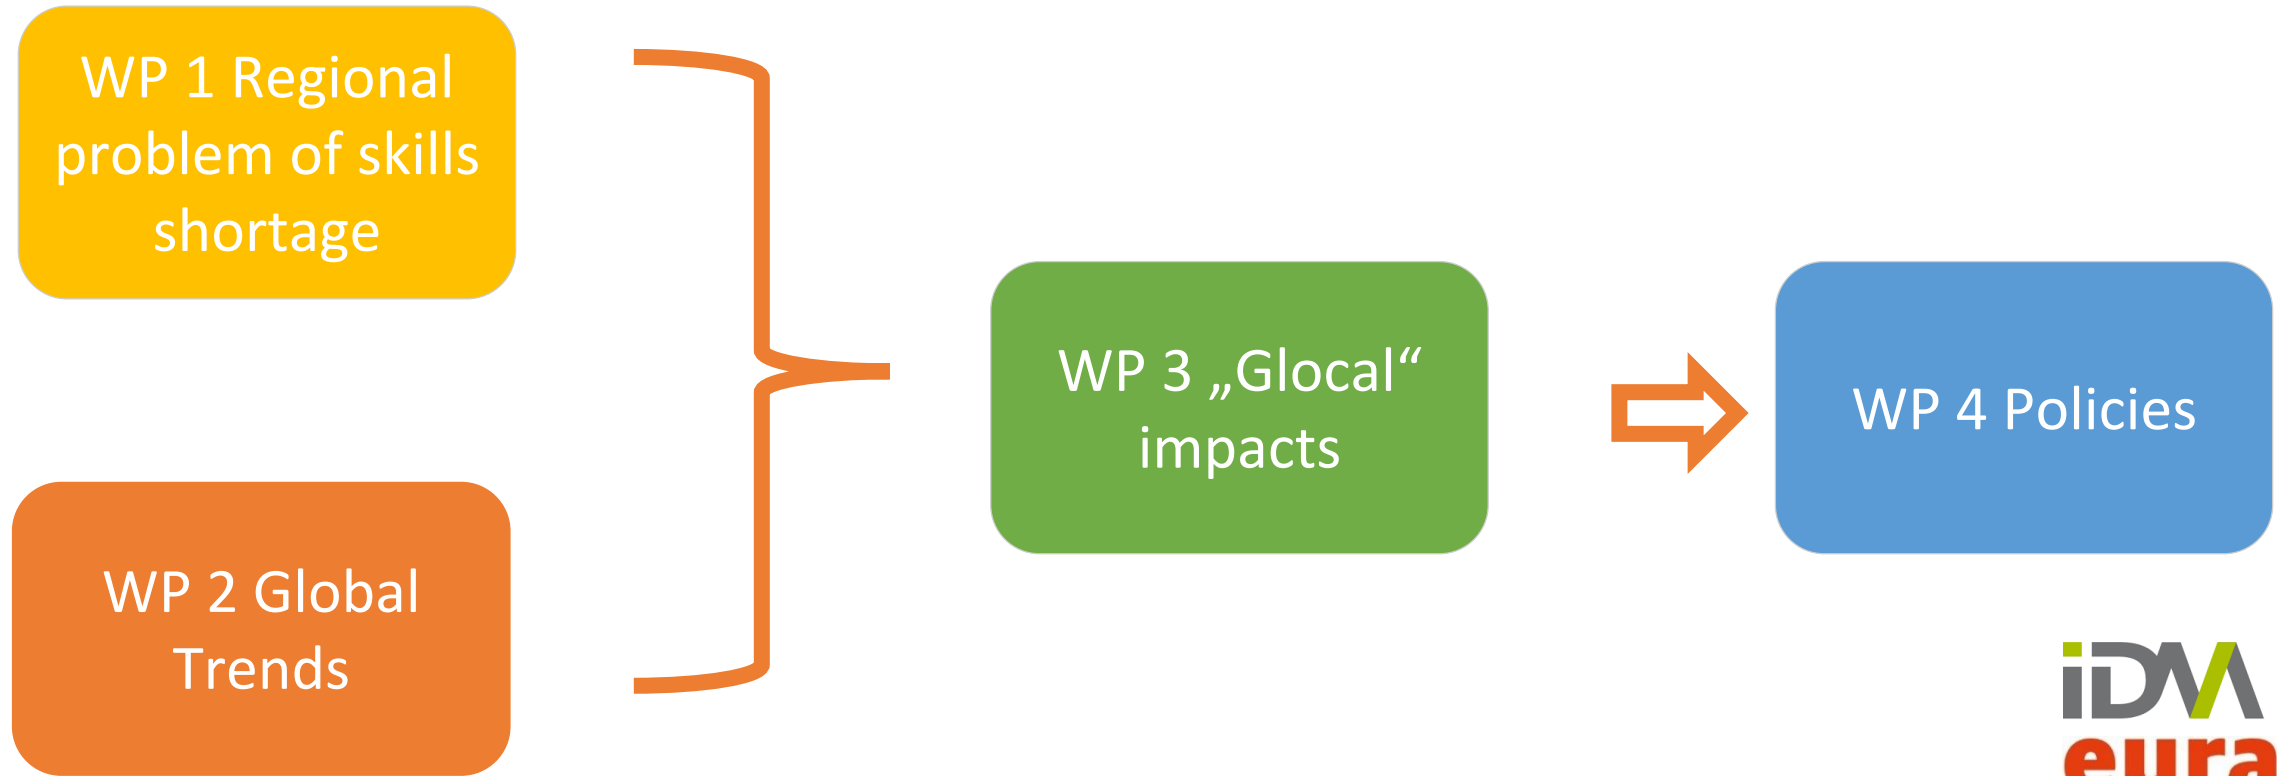 WP 1 Regional
problem of skills
shortage
WP 2 Global
Trends
WP 3 „Glocal“
impacts
WP 4 Policies
iDM
eura